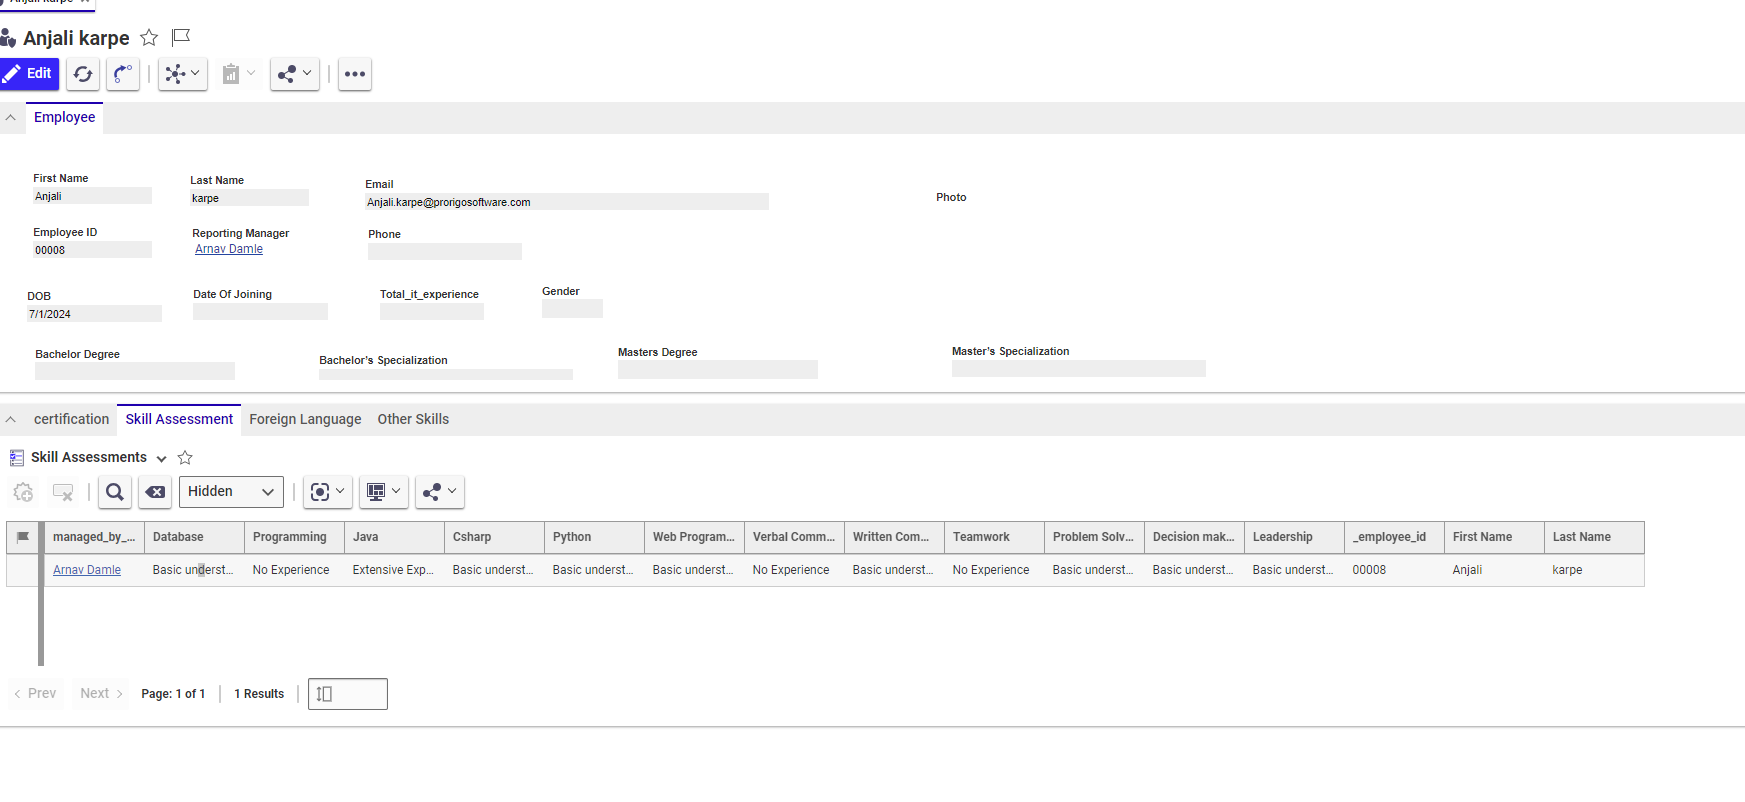 Anjali karpe
Edit
Employee
First Name
Anjali
Last Name
karpe
Email
Anjali.karpe@prorigosoftware.com
Photo
Employee ID
00008
Reporting Manager
Arnav Damle
Phone
DOB
7/1/2024
Date Of Joining
Total_it_experience
Gender
Bachelor Degree
Bachelor's Specialization
Masters Degree
Master's Specialization
certification Skill Assessment Foreign Language Other Skills
Skill Assessments
Hidden
managed_by_... Database Programming Java Csharp Python Web Program... Verbal Comm... Written Com... Teamwork Problem Solv... Decision mak... Leadership _employee_id First Name Last Name
Arnav Damle Basic underst... No Experience Extensive Exp... Basic underst... Basic underst... Basic underst... No Experience Basic underst... No Experience Basic underst... Basic underst... Basic underst... 00008 Anjali karpe
Prev Next Page: 1 of 1 1 Results